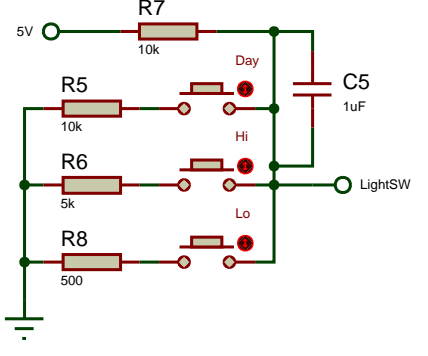 R7
5V
10k
Day
R5
C5
10k
1uF
Hi
R6
LightSW
5k
Lo
R8
500